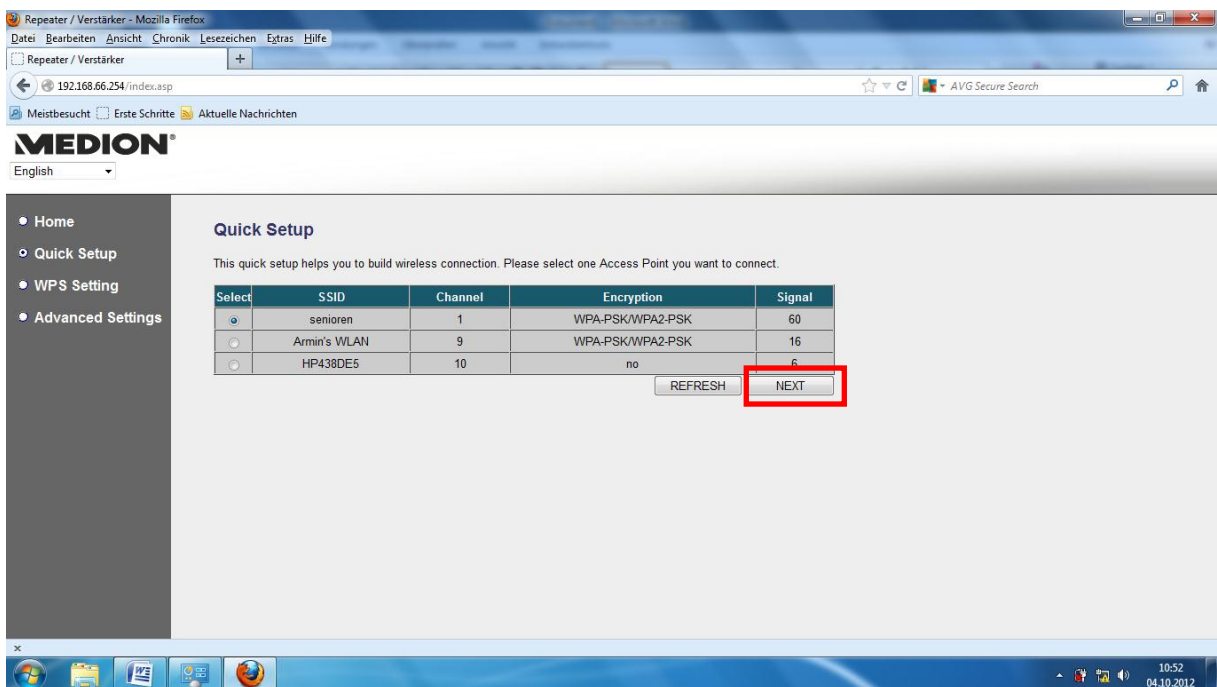 Repeater / Verstärker - Mozilla Firefox
Datei Bearbeiten Ansicht Chronik Lesezeichen Extras Hilfe
Repeater / Verstärker +
192.168.66.254/index.asp
AVG Secure Search
Meistbesucht Erste Schritte Aktuelle Nachrichten
MEDION®
English
Home
Quick Setup
WPS Setting
Advanced Settings
Quick Setup
This quick setup helps you to build wireless connection. Please select one Access Point you want to connect.
Select SSID Channel Encryption Signal
senioren 1 WPA-PSK/WPA2-PSK 60
Armin's WLAN 9 WPA-PSK/WPA2-PSK 16
HP438DE5 10 no 6
REFRESH NEXT
x
10:52
04.10.2012